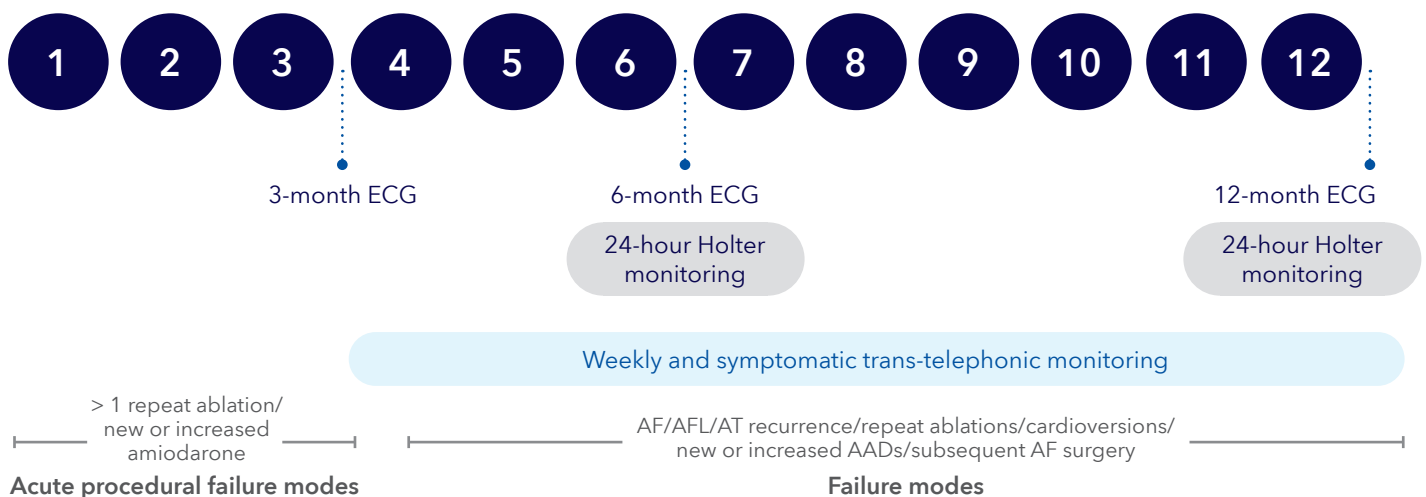 1 2 3 4 5 6 7 8 9 10 11 12
3-month ECG
6-month ECG
12-month ECG
24-hour Holter
monitoring
24-hour Holter
monitoring
Weekly and symptomatic trans-telephonic monitoring
> 1 repeat ablation/
new or increased
amiodarone
AF/AFL/AT recurrence/repeat ablations/cardioversions/
new or increased AADs/subsequent AF surgery
Acute procedural failure modes
Failure modes